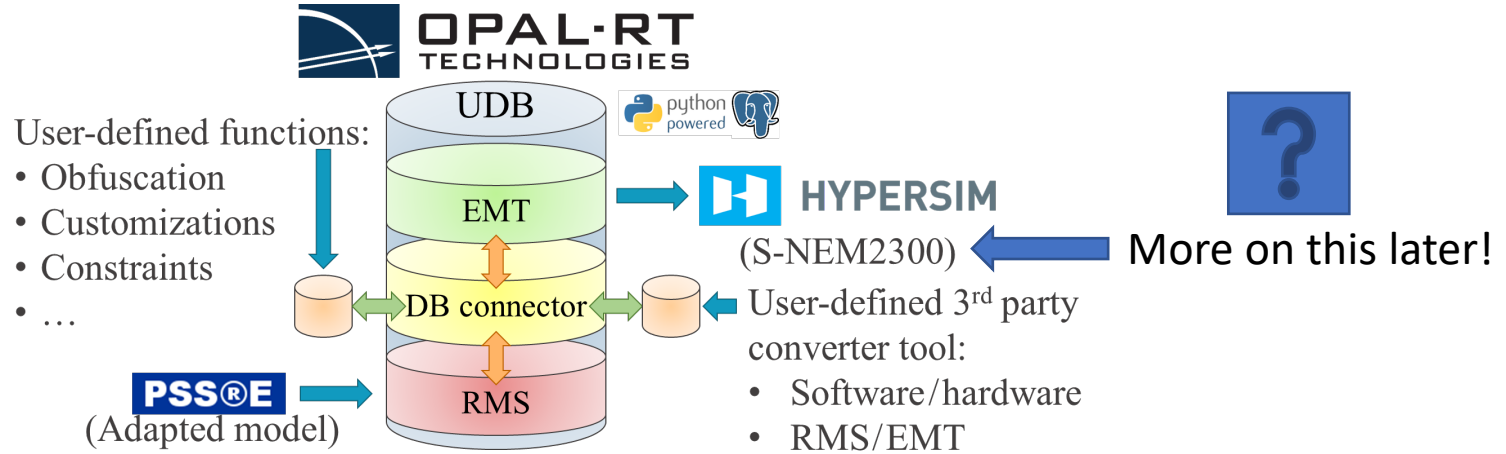 OPAL-RT
TECHNOLOGIES
UDB
python
powered
User-defined functions:
• Obfuscation
• Customizations
• Constraints
• …
EMT
HYPERSIM
(S-NEM2300)
?
More on this later!
DB connector
User-defined 3rd party
converter tool:
• Software/hardware
• RMS/EMT
RMS
PSS®E
(Adapted model)